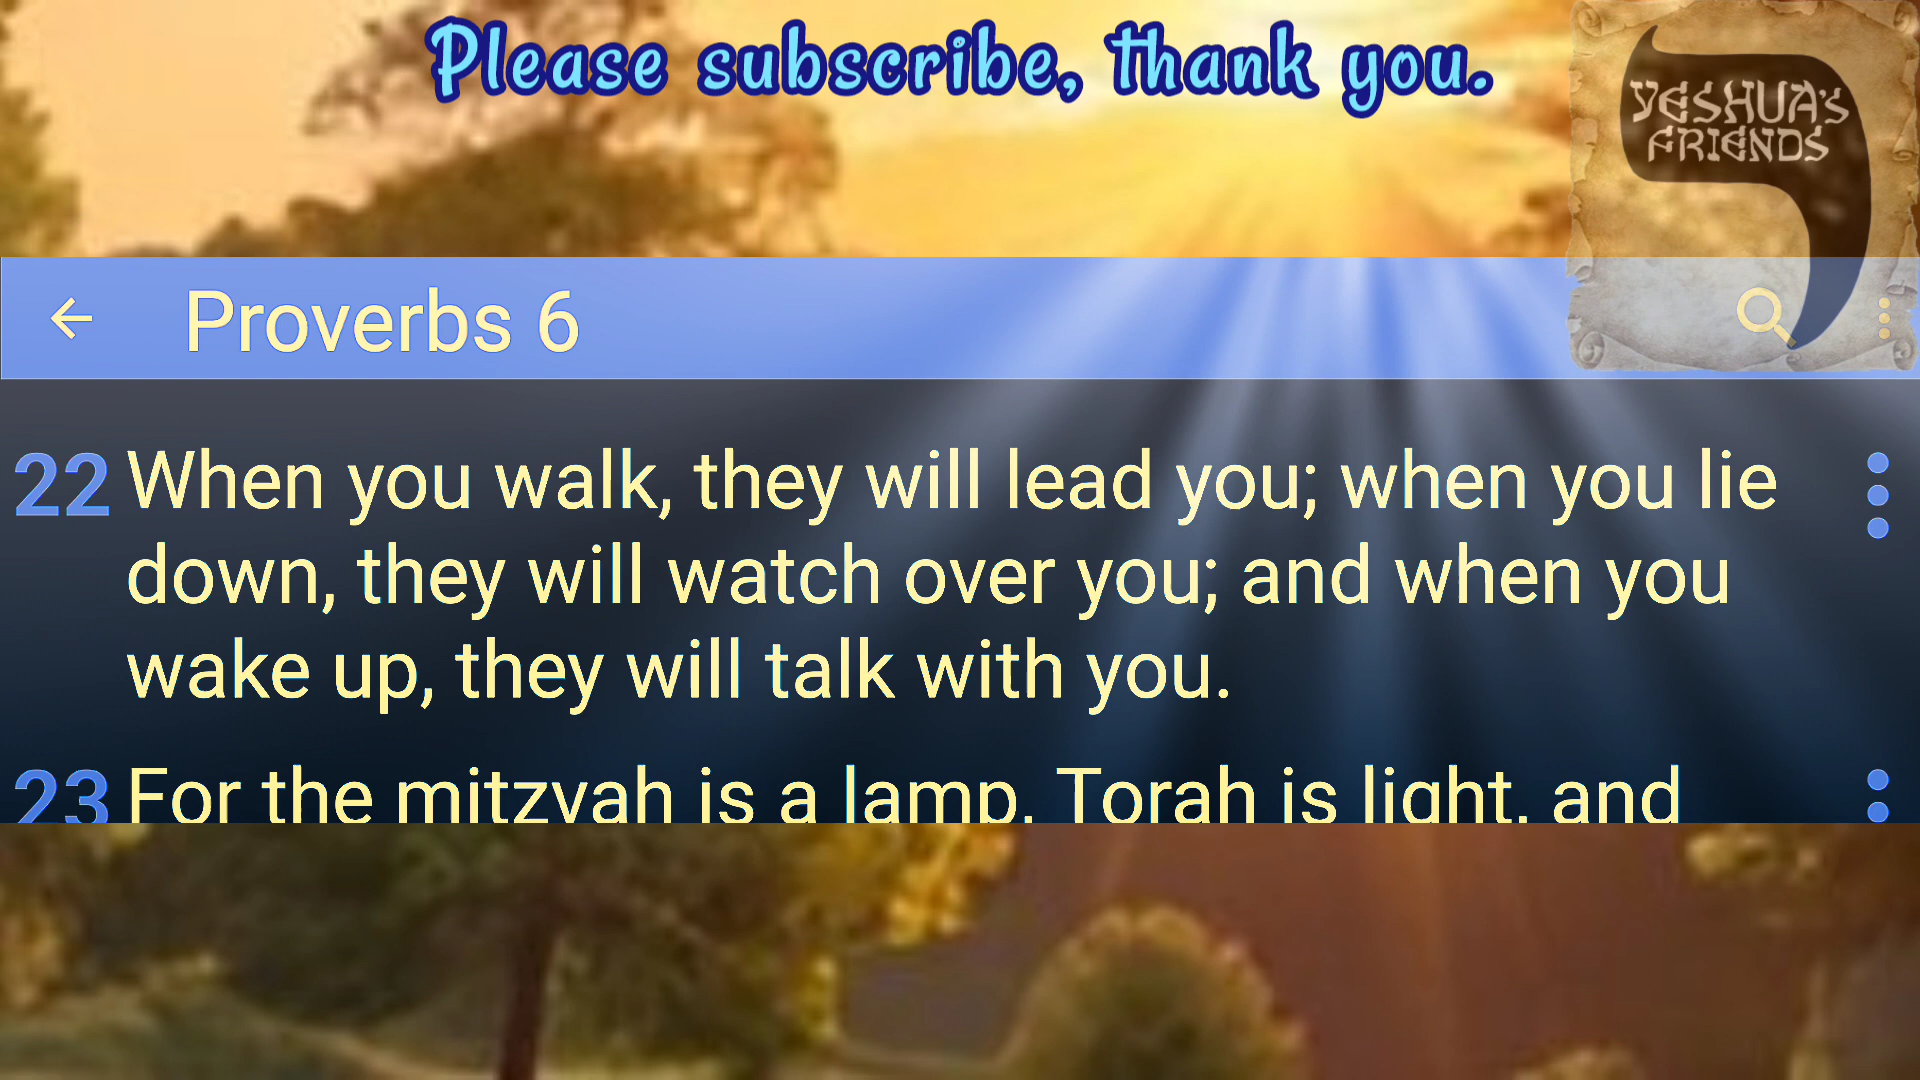 Please subscribe, thank you.
YESHUA'S
FRIENDS
Proverbs 6
22 When you walk, they will lead you; when you lie
down, they will watch over you; and when you
wake up, they will talk with you.
23 For the mitzvah is a lamp, Torah is light, and